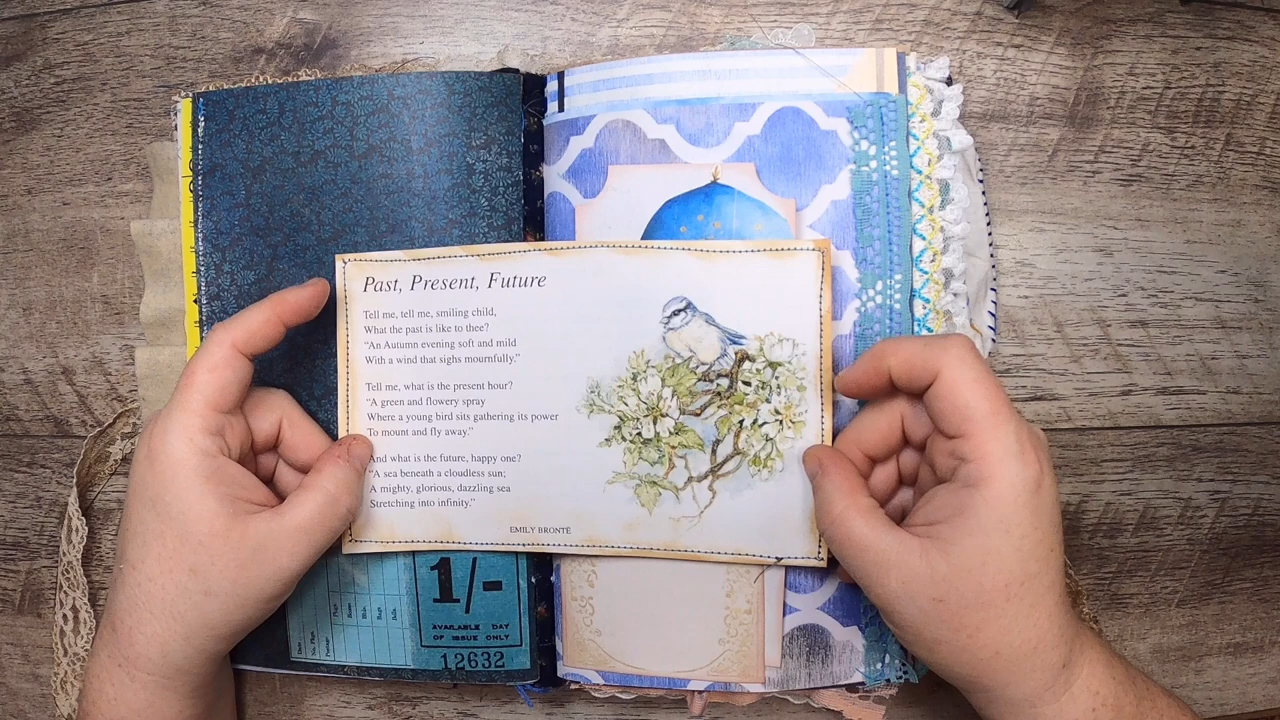 Past, Present, Future
Tell me, tell me, smiling child,
What the past is like to thee?
“An Autumn evening soft and mild
With a wind that sighs mournfully.”
Tell me, what is the present hour?
“A green and flowery spray
Where a young bird sits gathering its power
To mount and fly away.”
And what is the future, happy one?
“A sea beneath a cloudless sun;
A mighty, glorious, dazzling sea
Stretching into infinity.”
EMILY BRONTË
1/-
AVAILABLE DAY
OF ISSUE ONLY
12632